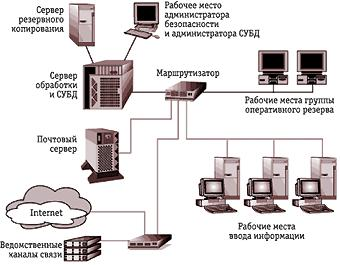 Сервер
резервного
копирования
Рабочее место
администратора
безопасности
и администратора СУБД
Сервер
обработки
и СУБД
Маршрутизатор
Рабочие места группы
оперативного резерва
Почтовый
сервер
Internet
Рабочие места
ввода информации
Ведомственные
каналы связи